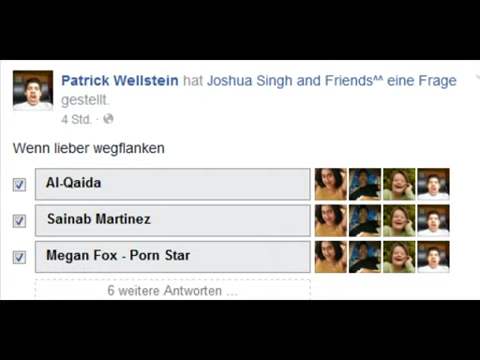 Patrick Wellstein hat Joshua Singh and Friends^^ eine Frage
gestellt.
4 Std. ·
Wenn lieber wegflanken
Al-Qaida
Sainab Martinez
Megan Fox - Porn Star
6 weitere Antworten ...